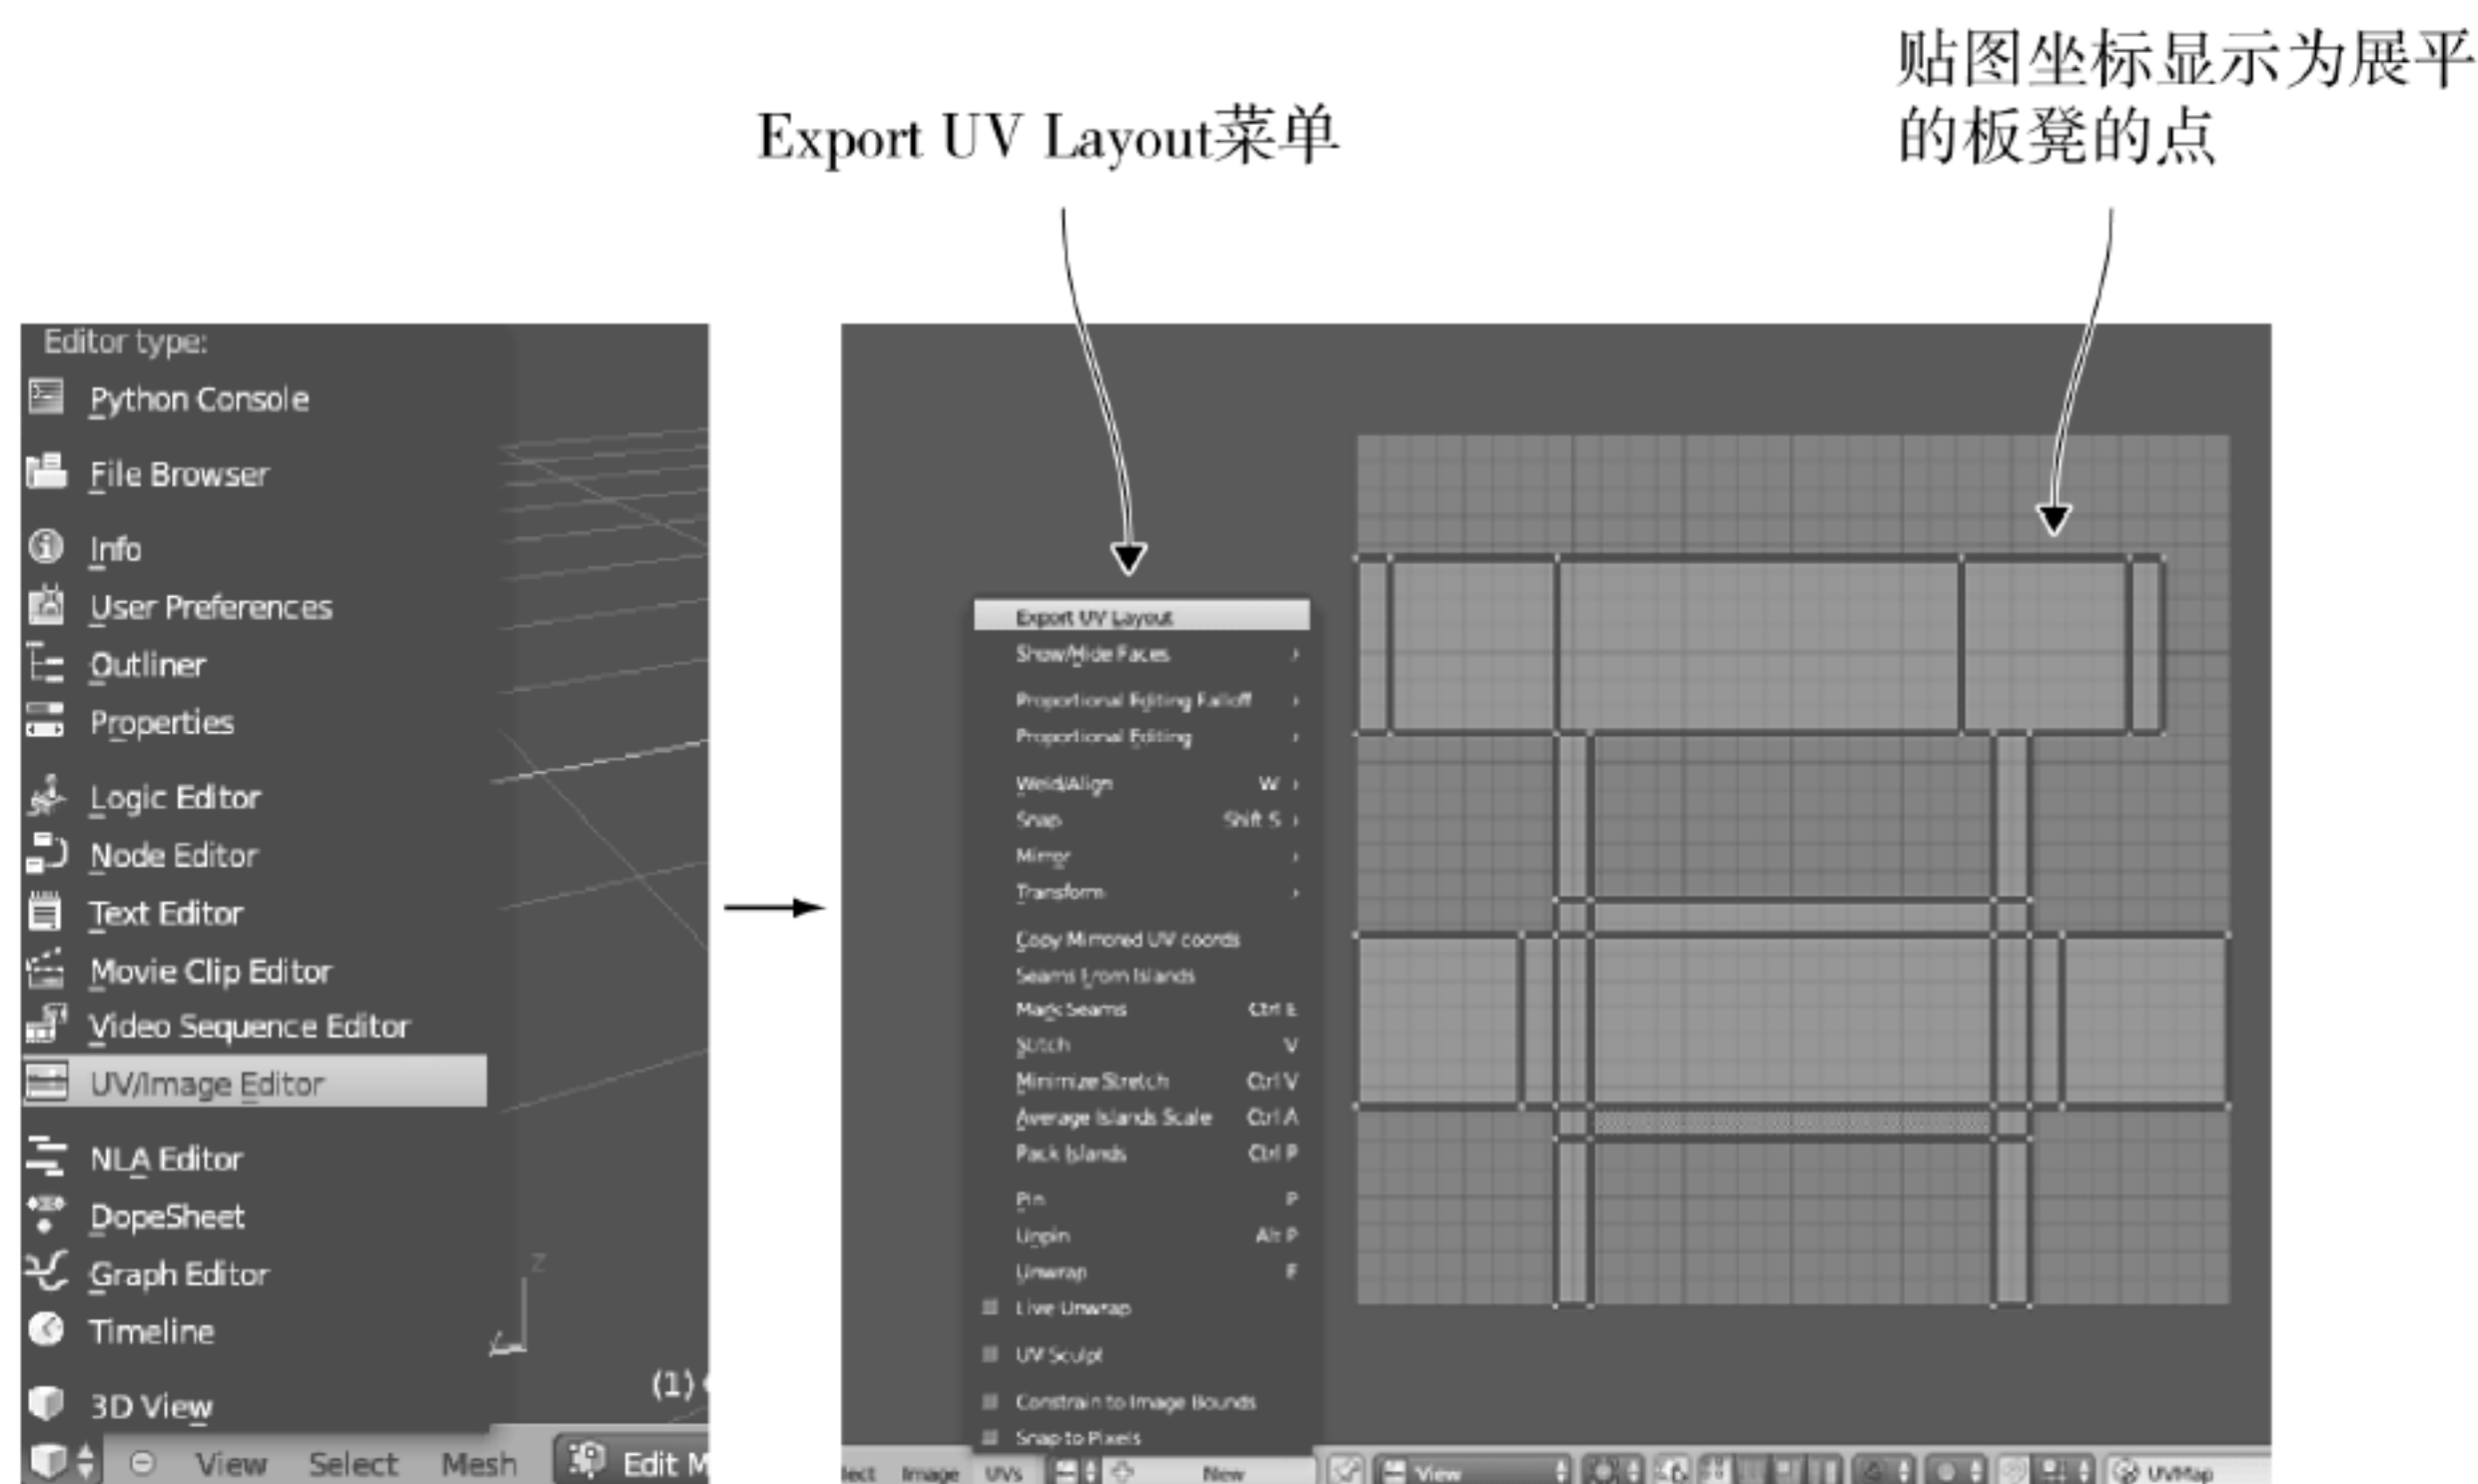 贴图坐标显示为展平
的板凳的点
Export UV Layout菜单
Editor type:
Python Console
File Browser
Info
User Preferences
Outliner
Properties
Logic Editor
Node Editor
Text Editor
Movie Clip Editor
Video Sequence Editor
UV/Image Editor
NLA Editor
DopeSheet
Graph Editor
Timeline
3D View
Z
(1)
View Select Mesh Edit M
Export UV Layout
Show/Hide Faces
Proportional Editing Falloff
Proportional Editing
Weld/Align W
Snap Shift S
Mirror
Transform
Copy Mirrored UV coords
Seams From Islands
Mark Seams Ctrl E
Stitch V
Minimize Stretch Ctrl V
Average Islands Scale Ctrl A
Pack Islands Ctrl P
Pin P
Unpin Alt P
Unwrap E
Live Unwrap
UV Sculpt
Constrain to Image Bounds
Snap to Pixels
lect Image UVs New View UVMap